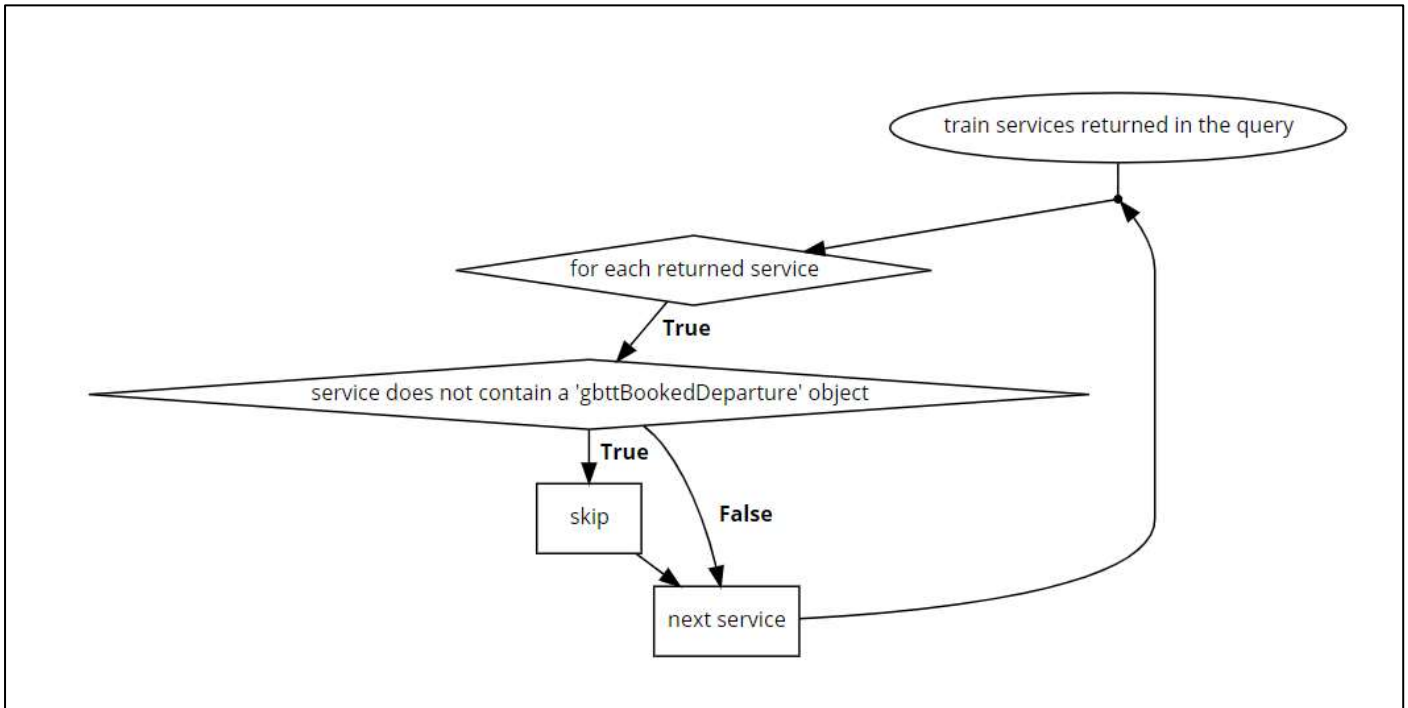 train services returned in the query
for each returned service
True
service does not contain a 'gbttBookedDeparture' object
True
skip
False
next service